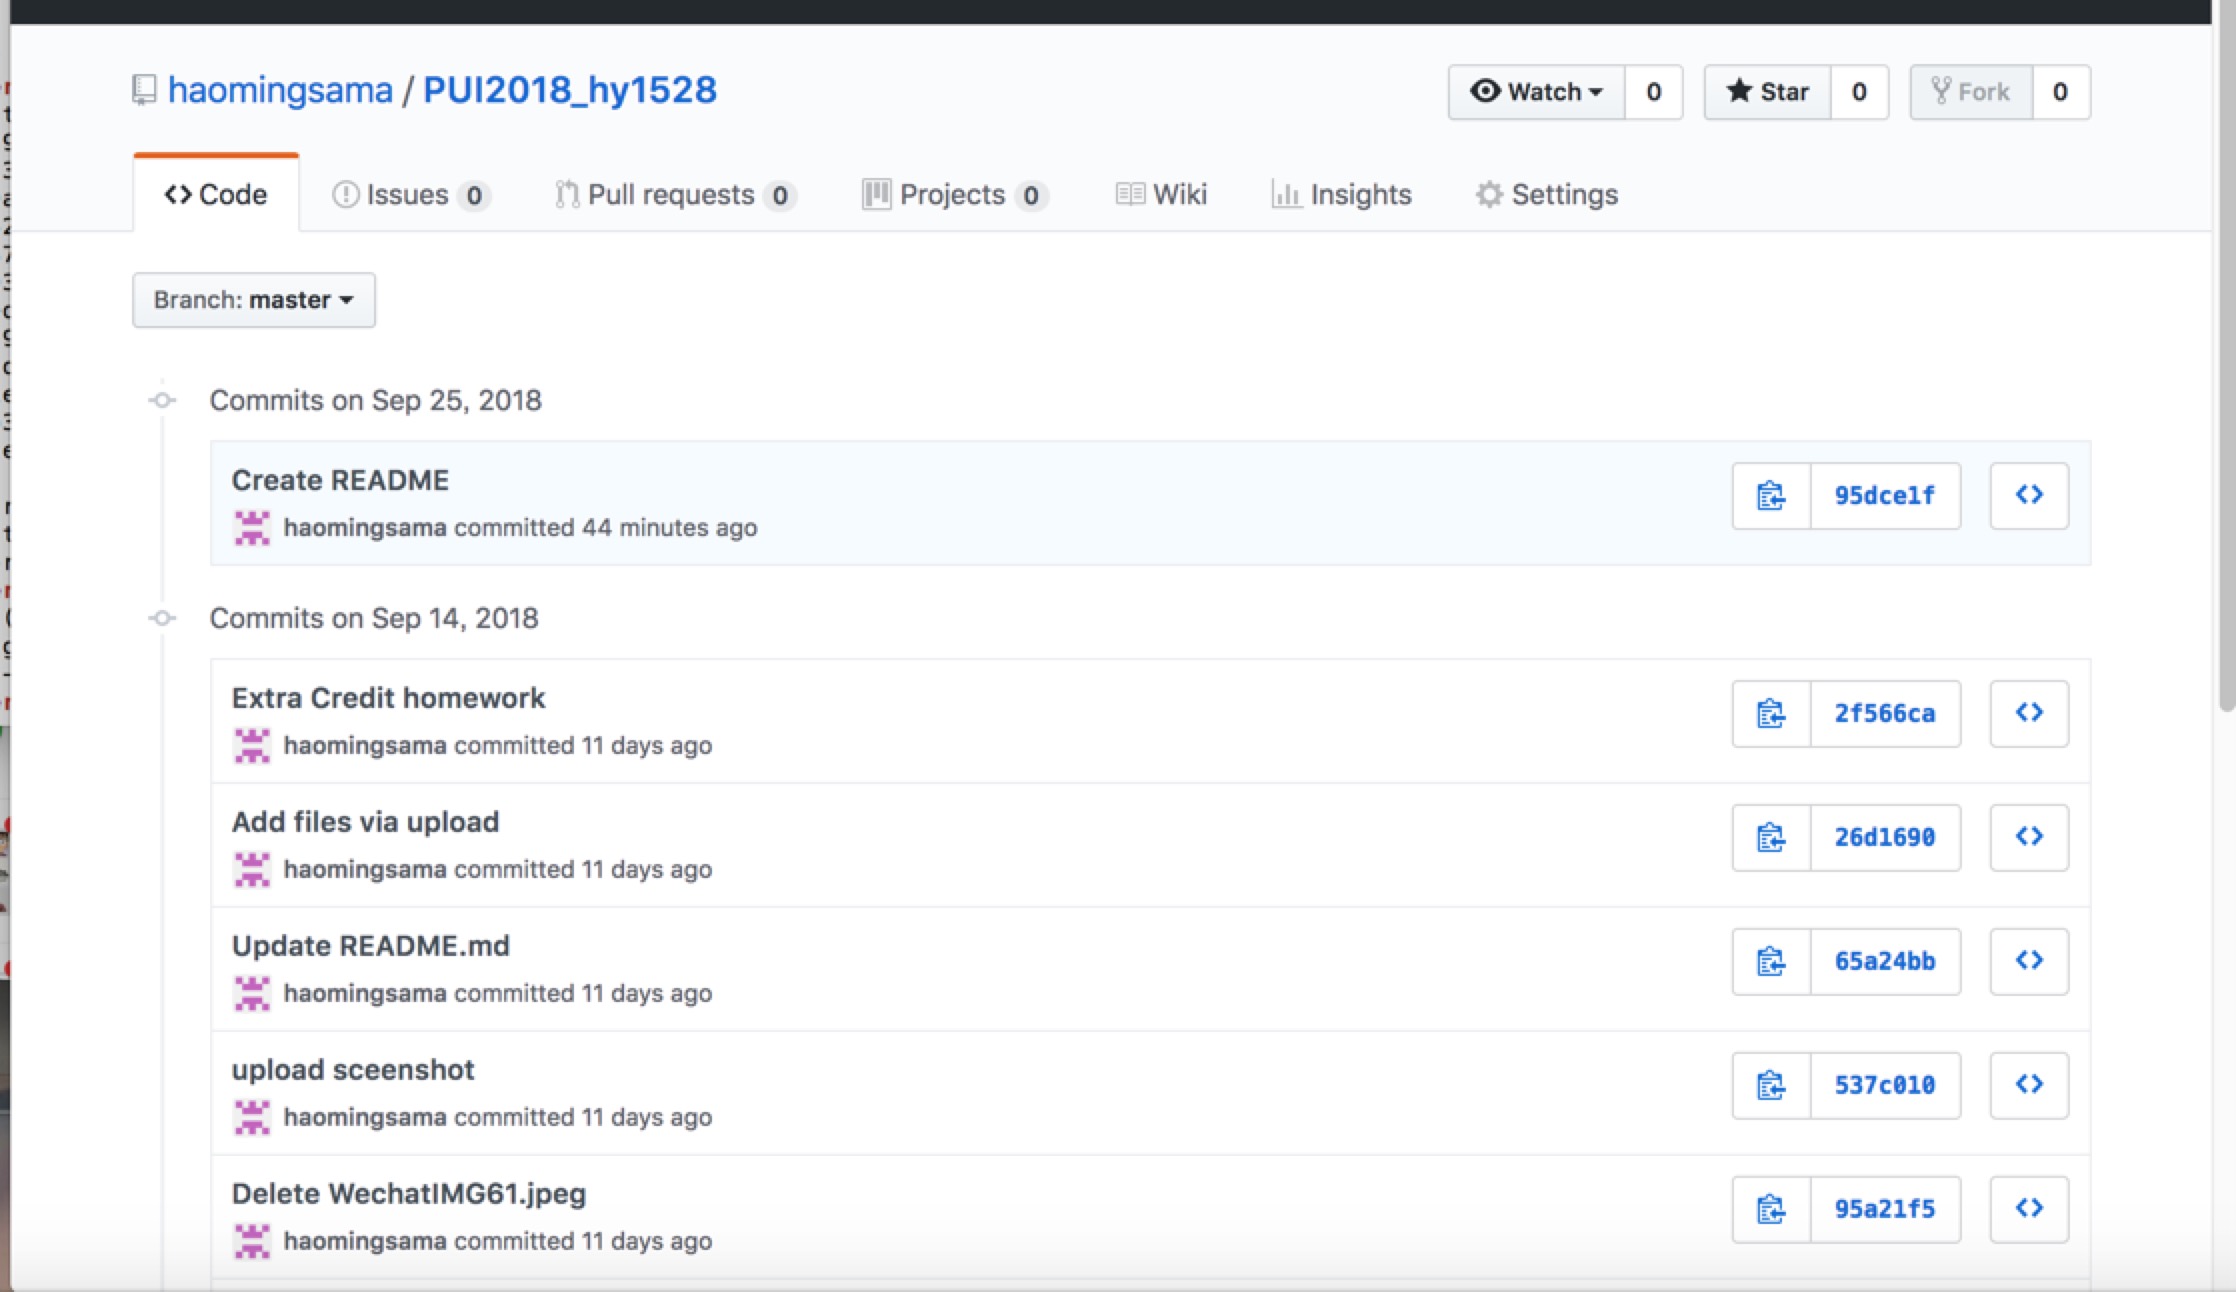 haomingsama / PUI2018_hy1528
Watch 0 Star 0 Fork 0
Code Issues 0 Pull requests 0 Projects 0 Wiki Insights Settings
Branch: master
Commits on Sep 25, 2018
Create README
haomingsama committed 44 minutes ago
95dce1f
Commits on Sep 14, 2018
Extra Credit homework
haomingsama committed 11 days ago
2f566ca
Add files via upload
haomingsama committed 11 days ago
26d1690
Update README.md
haomingsama committed 11 days ago
65a24bb
upload sceenshot
haomingsama committed 11 days ago
537c010
Delete WechatIMG61.jpeg
haomingsama committed 11 days ago
95a21f5